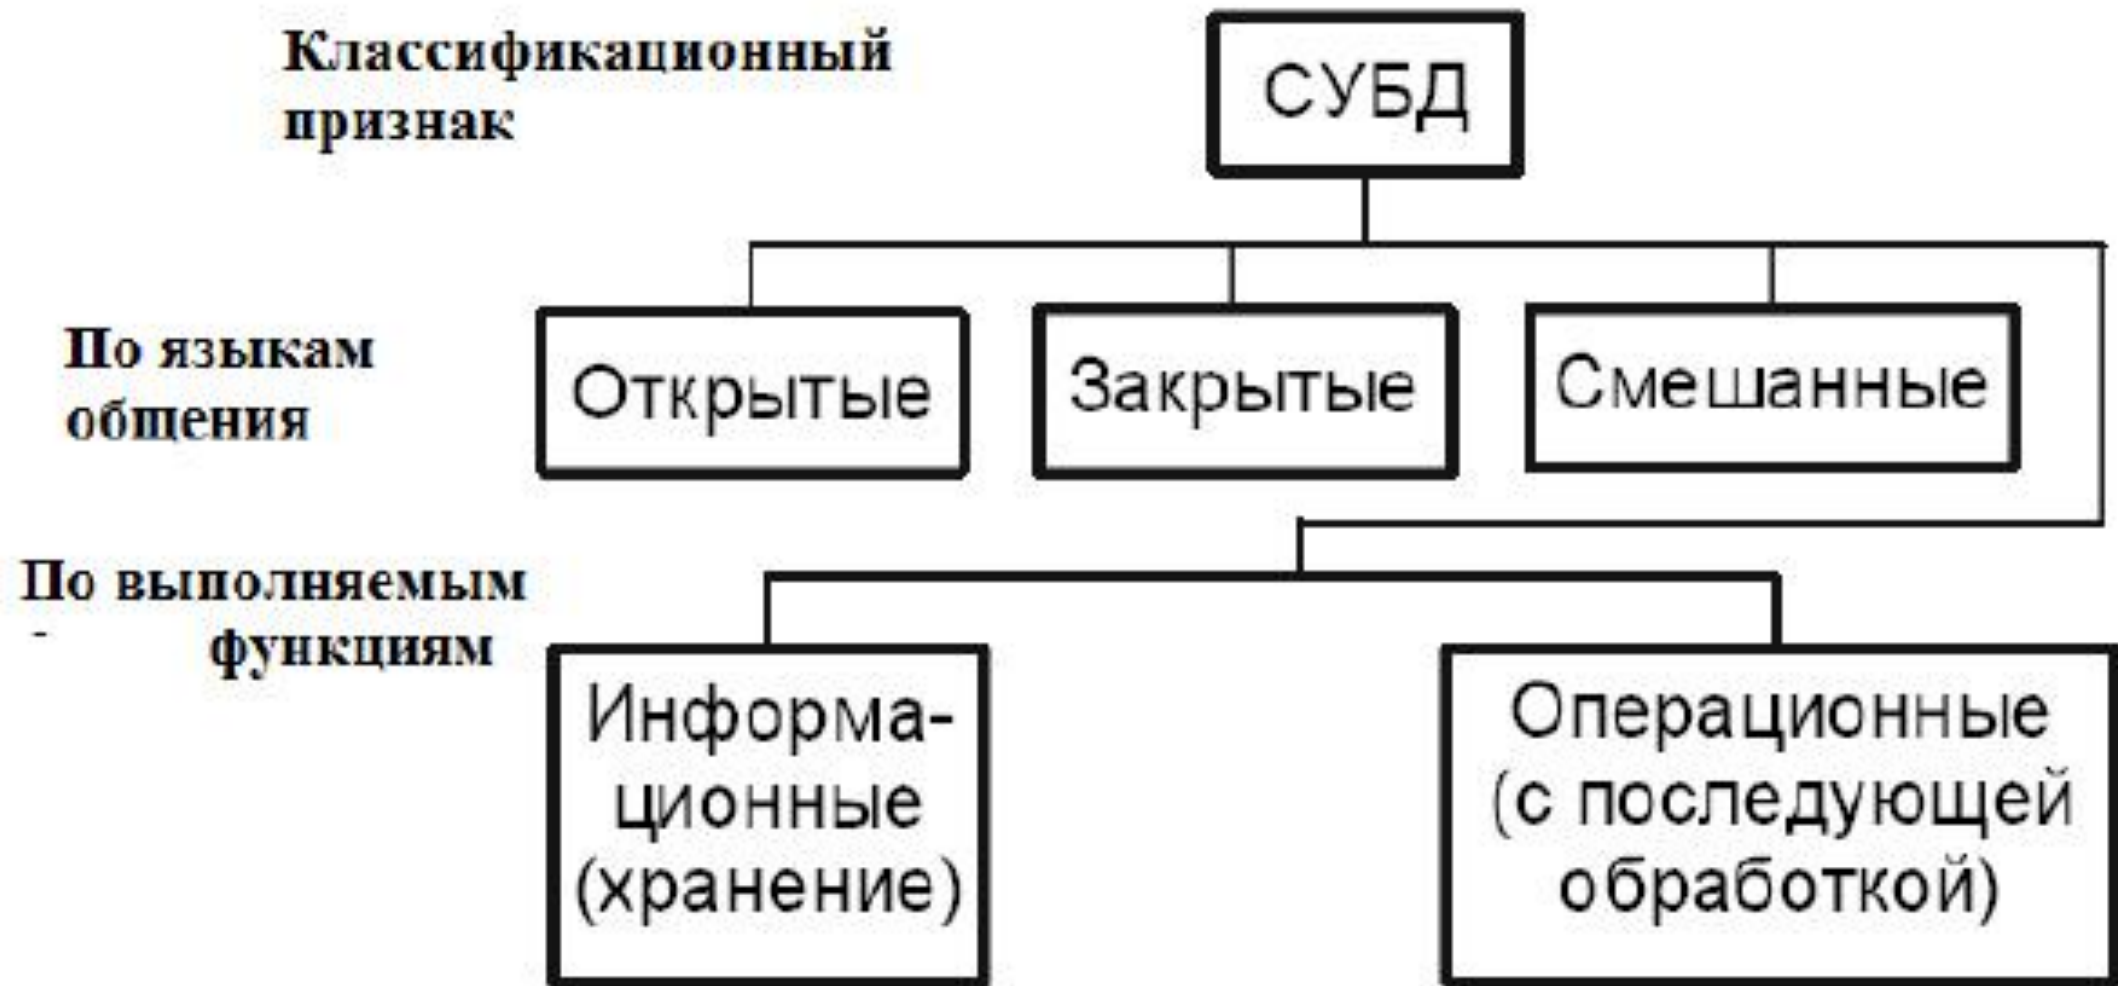 Классификационный
признак
СУБД
По языкам
общения
Открытые
Закрытые
Смешанные
По выполняемым
функциям
Информа-
ционные
(хранение)
Операционные
(с последующей
обработкой)